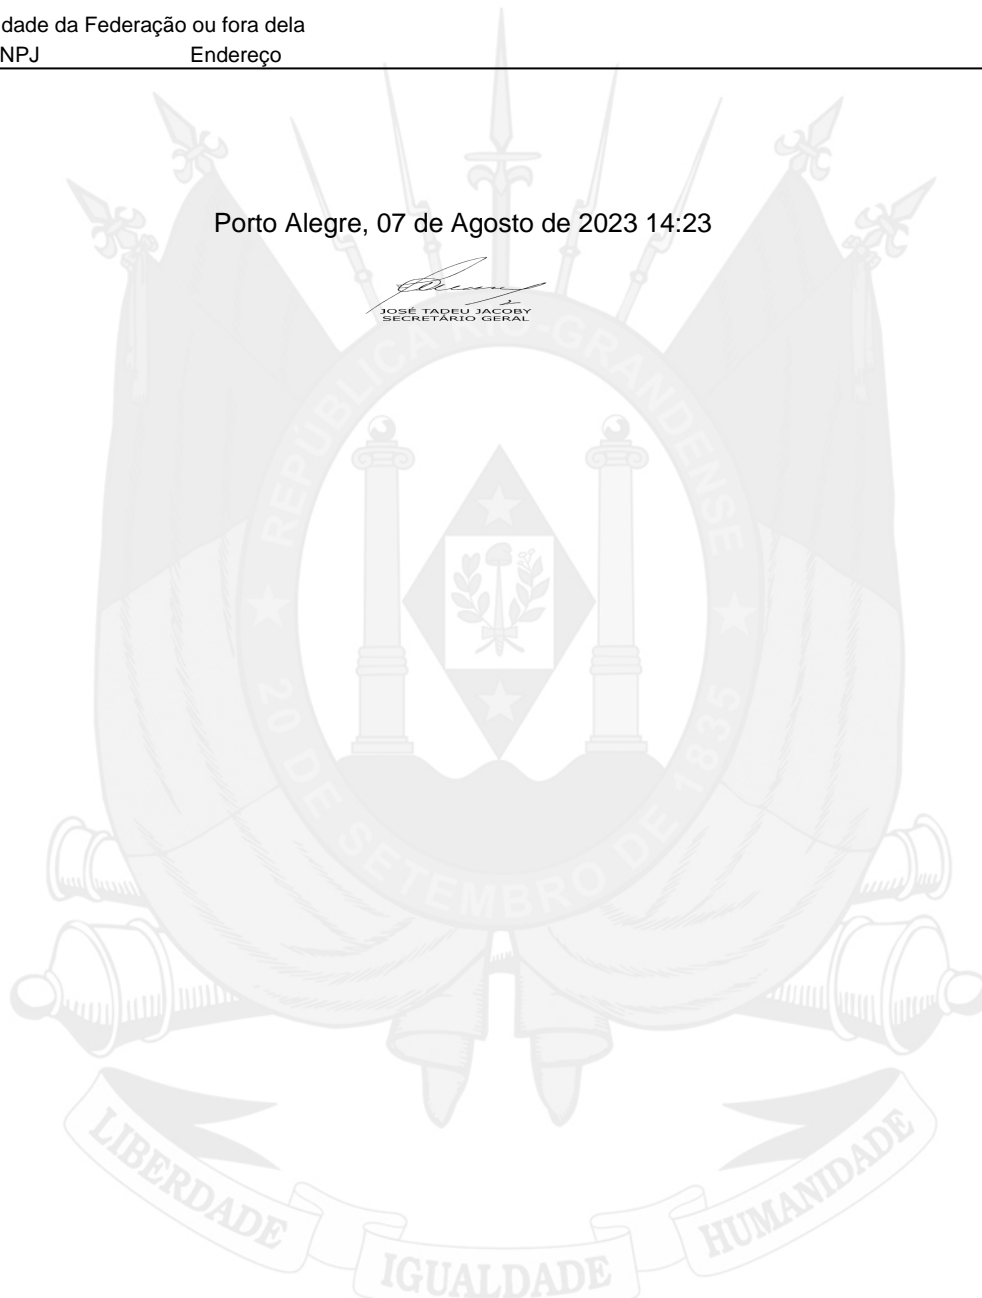 dade da Federação ou fora dela
NPJ Endereço
Porto Alegre, 07 de Agosto de 2023 14:23
JOSÉ TADEU JACOBY
SECRETÁRIO GERAL
REPÚBLICA RIO-GRANDENSE
20 DE SETEMBRO DE 1835
LIBERDADE
IGUALDADE
HUMANIDADE